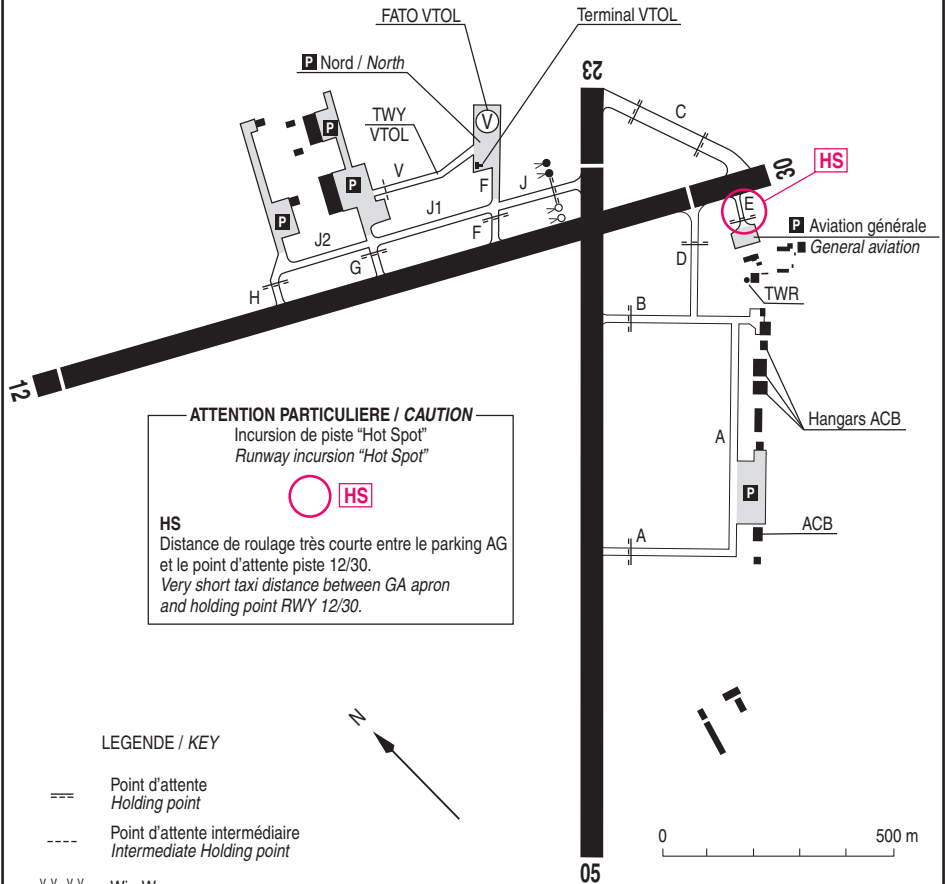 FATO VTOL
Terminal VTOL
P Nord / North
23
TWY
VTOL
V
C
P
30
HS
V
F
J
E
P
P Aviation générale
General aviation
J1
P
F
J2
D
G
TWR
H
B
12
Hangars ACB
A
ATTENTION PARTICULIERE / CAUTION
Incursion de piste “Hot Spot”
Runway incursion “Hot Spot”
HS
P
HS
Distance de roulage très courte entre le parking AG
et le point d’attente piste 12/30.
Very short taxi distance between GA apron
and holding point RWY 12/30.
ACB
A
N
LEGENDE / KEY
Point d’attente
Holding point
Point d’attente intermédiaire
Intermediate Holding point
0 500 m
05